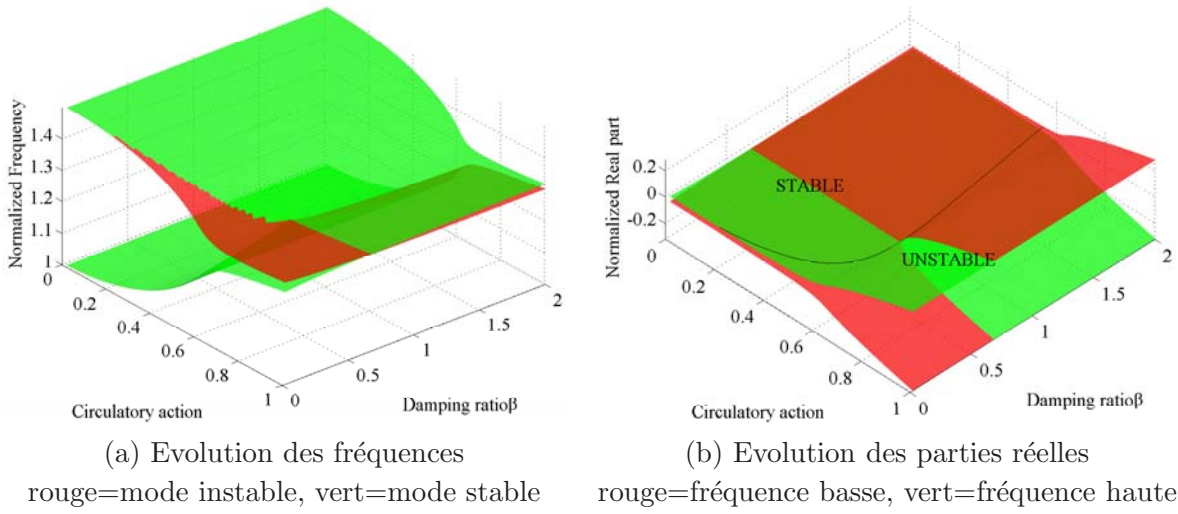 Normalized Frequency
1.4
1.3
1.2
1.1
1
0
0.2
0.4
0.6
0.8
1
0
0.5
1
1.5
2
Circulatory action
Damping ratioβ
Normalized Real part
0.2
0
-0.2
0
0.2
0.4
0.6
0.8
1
0
0.5
1
1.5
2
STABLE
UNSTABLE
Circulatory action
Damping ratioβ
(a) Evolution des fréquences
rouge=mode instable, vert=mode stable
(b) Evolution des parties réelles
rouge=fréquence basse, vert=fréquence haute